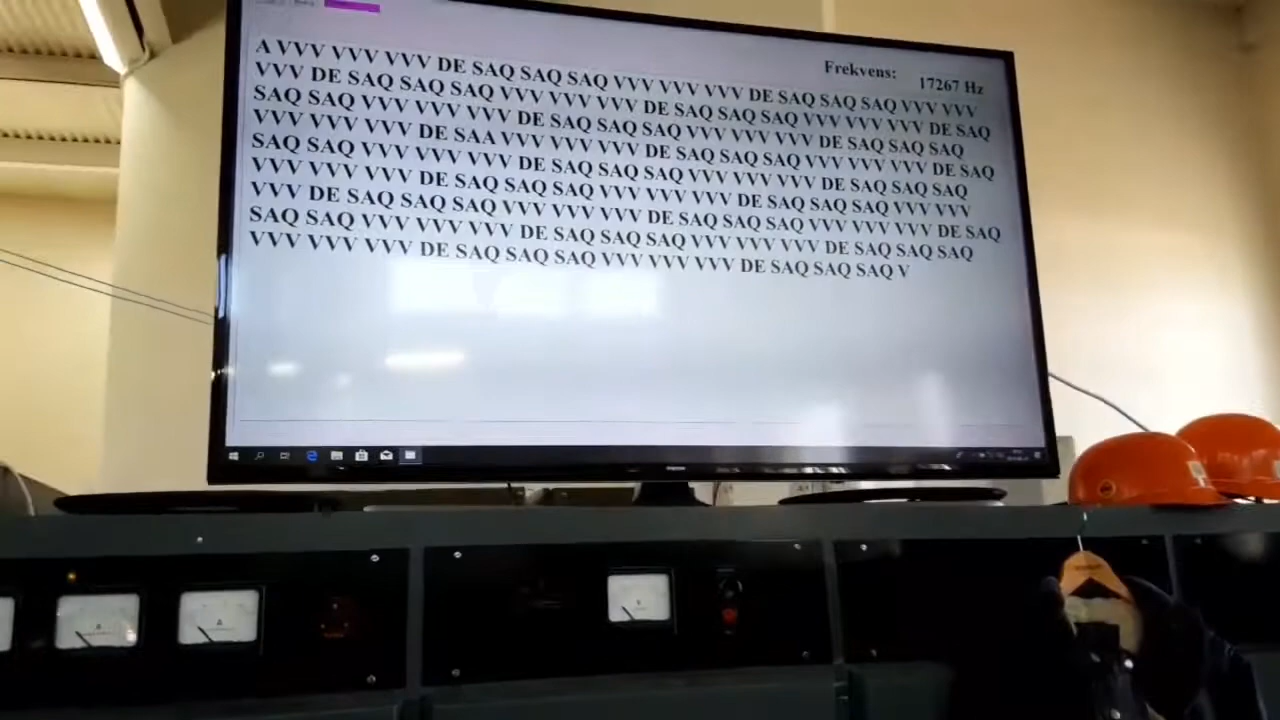 Frekvens: 17267 Hz
A VVV VVV VVV DE SAQ SAQ SAQ VVV VVV VVV DE SAQ SAQ SAQ VVV VVV
VVV DE SAQ SAQ SAQ VVV VVV VVV DE SAQ SAQ SAQ VVV VVV VVV DE SAQ
SAQ SAQ VVV VVV VVV DE SAQ SAQ SAQ VVV VVV VVV DE SAQ SAQ SAQ
VVV VVV VVV DE SAA VVV VVV VVV DE SAQ SAQ SAQ VVV VVV VVV DE SAQ
SAQ SAQ VVV VVV VVV DE SAQ SAQ SAQ VVV VVV VVV DE SAQ SAQ SAQ
VVV VVV VVV DE SAQ SAQ SAQ VVV VVV VVV DE SAQ SAQ SAQ VVV VVV
VVV DE SAQ SAQ SAQ VVV VVV VVV DE SAQ SAQ SAQ VVV VVV VVV DE SAQ
SAQ SAQ VVV VVV VVV DE SAQ SAQ SAQ VVV VVV VVV DE SAQ SAQ SAQ
VVV VVV VVV DE SAQ SAQ SAQ VVV VVV VVV DE SAQ SAQ SAQ V
A
A